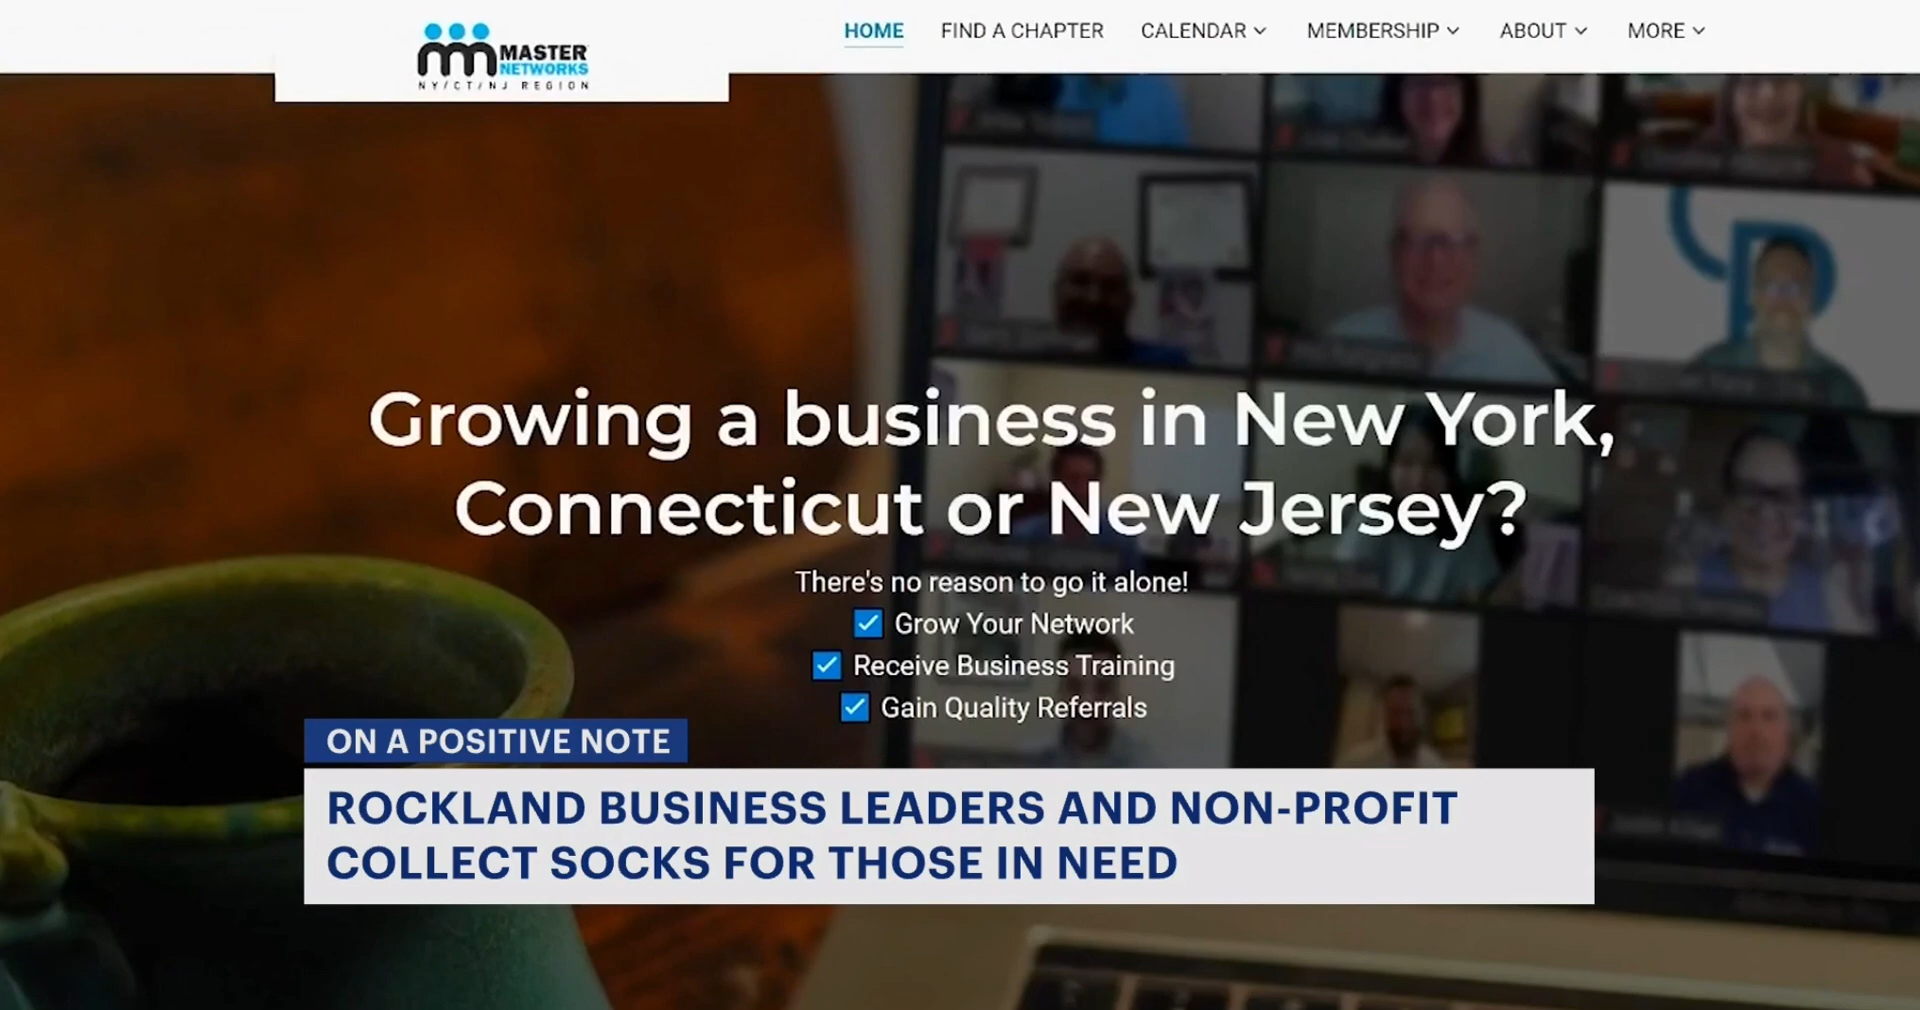 MASTER
NETWORKS
NY/CT/NJ REGION
HOME FIND A CHAPTER CALENDAR MEMBERSHIP ABOUT MORE
Growing a business in New York,
Connecticut or New Jersey?
There's no reason to go it alone!
Grow Your Network
Receive Business Training
Gain Quality Referrals
ON A POSITIVE NOTE
ROCKLAND BUSINESS LEADERS AND NON-PROFIT
COLLECT SOCKS FOR THOSE IN NEED